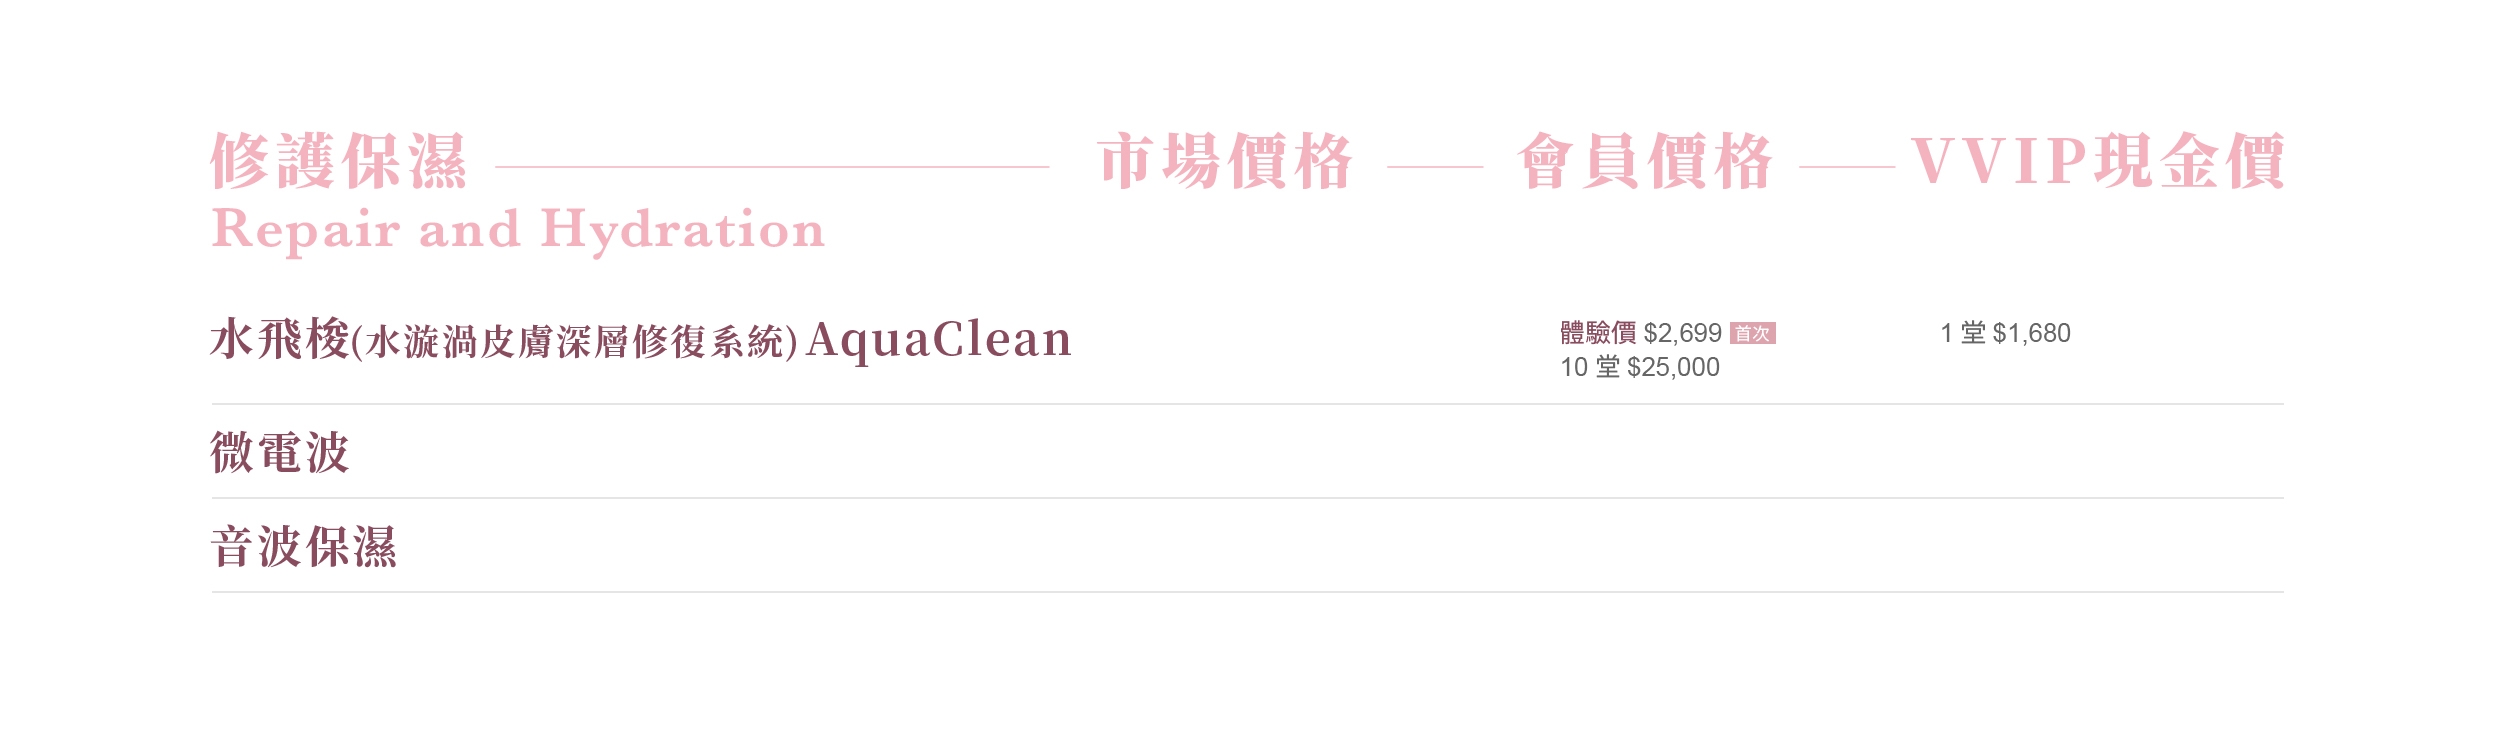 修護保濕 市場價格 會員價格 VVIP現金價
Repair and Hydration
水飛梭(水漩渦皮膚深層修復系統)AquaClean 體驗價 $2,699 首次 1 堂 $1,680
10 堂 $25,000
微電波
音波保濕